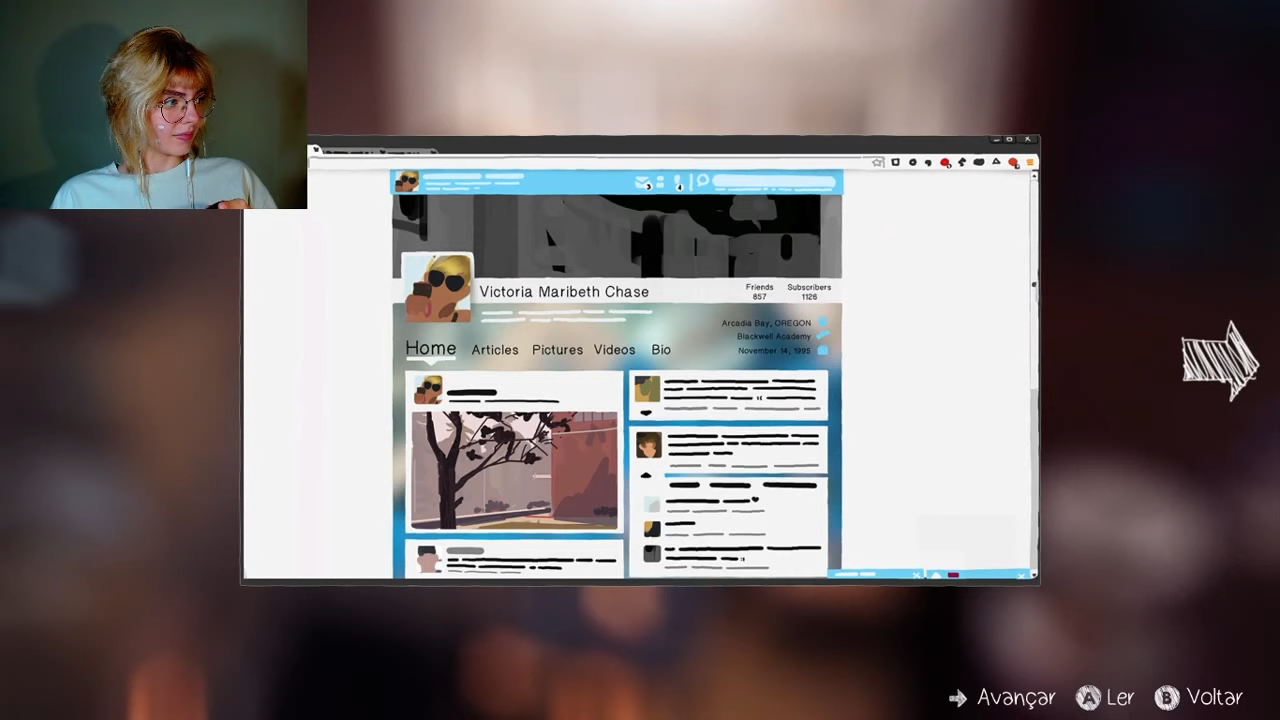 Victoria Maribeth Chase
Friends
857
Subscribers
1126
Arcadia Bay, OREGON
Blackwell Academy
November 14, 1995
Home Articles Pictures Videos Bio
Avançar A Ler B Voltar